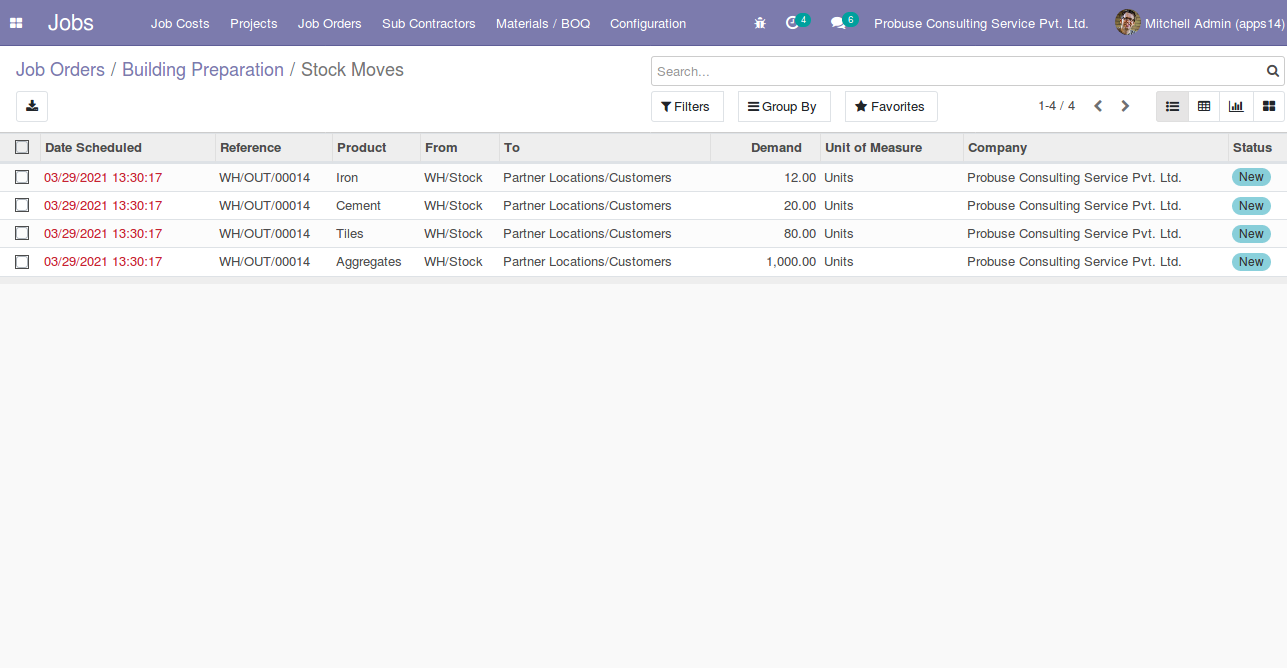 Jobs Job Costs Projects Job Orders Sub Contractors Materials / BOQ Configuration 4 6 Probuse Consulting Service Pvt. Ltd. Mitchell Admin (apps14)
Job Orders / Building Preparation / Stock Moves
Search...
Filters Group By Favorites 1-4 / 4
Date Scheduled Reference Product From To Demand Unit of Measure Company Status
03/29/2021 13:30:17 WH/OUT/00014 Iron WH/Stock Partner Locations/Customers 12.00 Units Probuse Consulting Service Pvt. Ltd. New
03/29/2021 13:30:17 WH/OUT/00014 Cement WH/Stock Partner Locations/Customers 20.00 Units Probuse Consulting Service Pvt. Ltd. New
03/29/2021 13:30:17 WH/OUT/00014 Tiles WH/Stock Partner Locations/Customers 80.00 Units Probuse Consulting Service Pvt. Ltd. New
03/29/2021 13:30:17 WH/OUT/00014 Aggregates WH/Stock Partner Locations/Customers 1,000.00 Units Probuse Consulting Service Pvt. Ltd. New